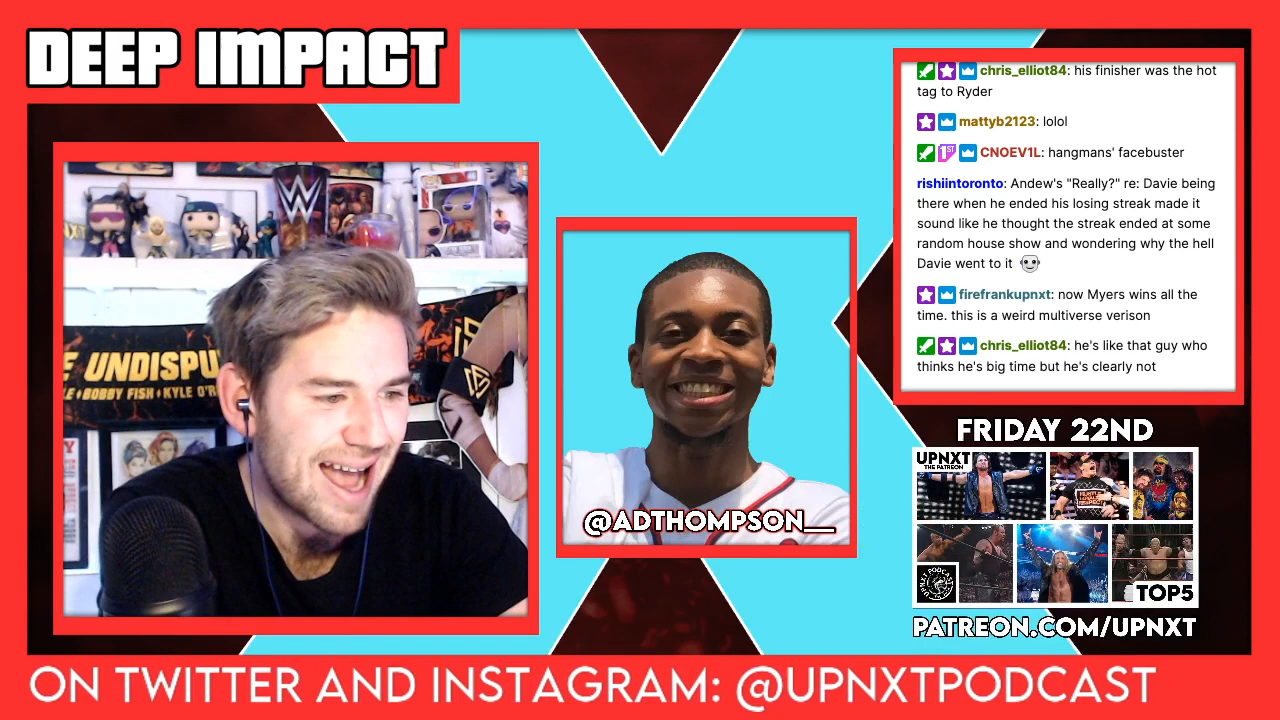 DEEP IMPACT
chris_elliot84: his finisher was the hot
tag to Ryder
mattyb2123: lolol
1ST CNOEV1L: hangmans' facebuster
rishiintoronto: Andew's "Really?" re: Davie being
there when he ended his losing streak made it
sound like he thought the streak ended at some
random house show and wondering why the hell
Davie went to it
firefrankupnxt: now Myers wins all the
time. this is a weird multiverse verison
chris_elliot84: he's like that guy who
thinks he's big time but he's clearly not
W
E UNDISPU
BOBBY FISH • KYLE O'R
@ADTHOMPSON__
FRIDAY 22ND
UPNXT
THE PATREON
HUSTLE
RESPECT
UPNXT PODCAST
TOP5
PATREON.COM/UPNXT
ON TWITTER AND INSTAGRAM: @UPNXTPODCAST